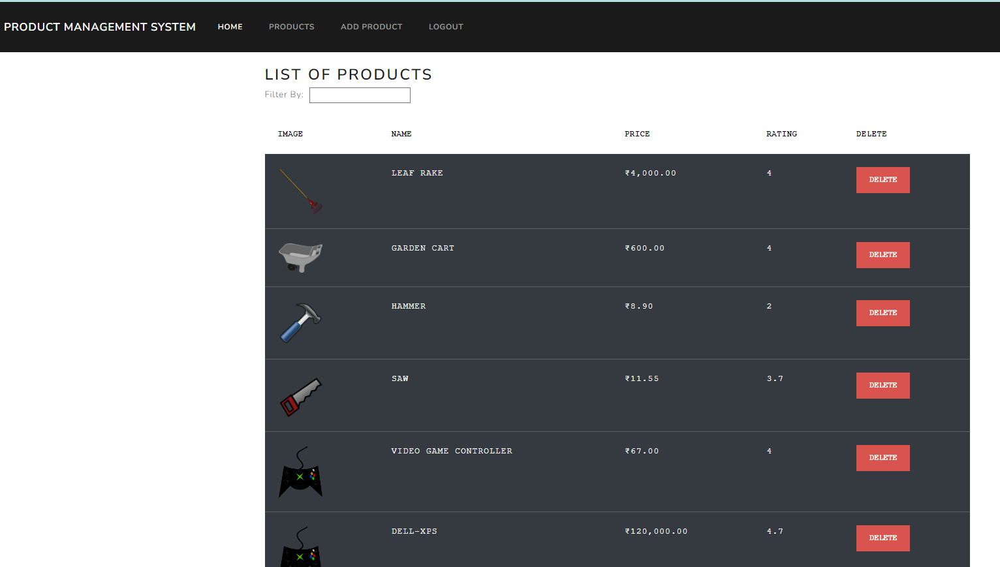 PRODUCT MANAGEMENT SYSTEM HOME PRODUCTS ADD PRODUCT LOGOUT
LIST OF PRODUCTS
Filter By:
IMAGE NAME PRICE RATING DELETE
LEAF RAKE ₹4,000.00 4 DELETE
GARDEN CART ₹600.00 4 DELETE
HAMMER ₹8.90 2 DELETE
SAW ₹11.55 3.7 DELETE
VIDEO GAME CONTROLLER ₹67.00 4 DELETE
DELL-XPS ₹120,000.00 4.7 DELETE